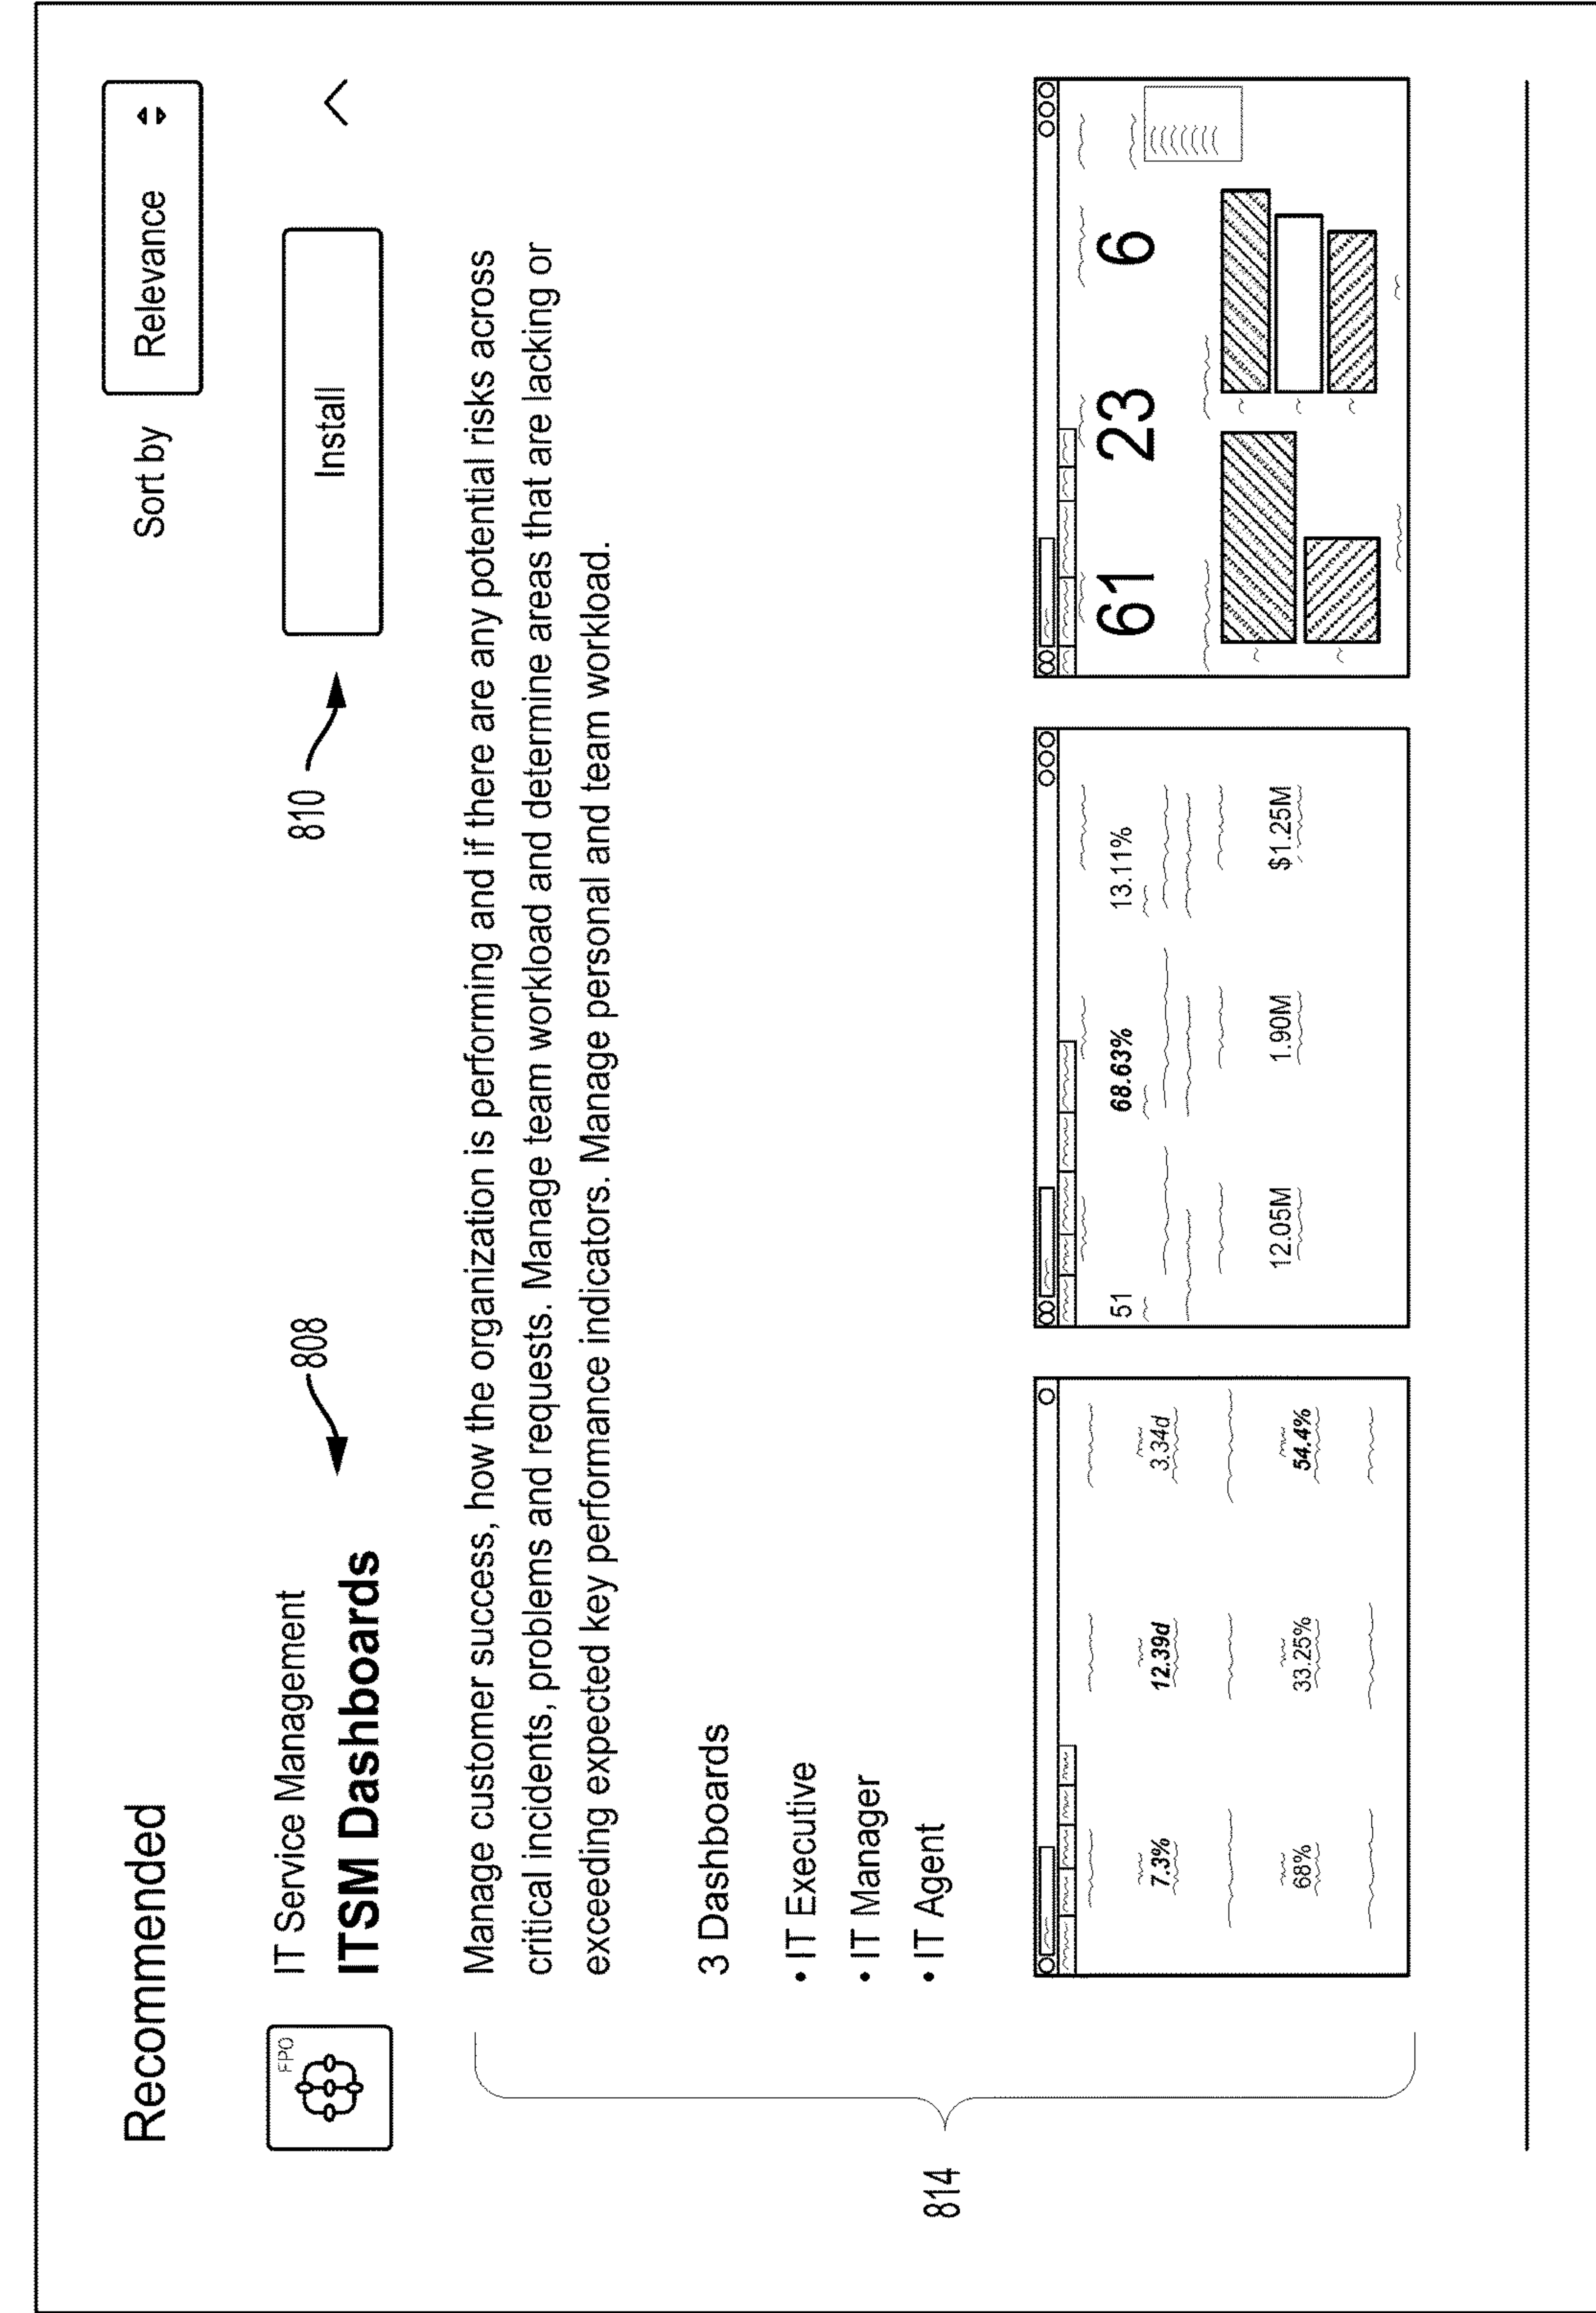 Recommended
Sort by Relevance
FPO
IT Service Management
ITSM Dashboards
808
810
Install
Manage customer success, how the organization is performing and if there are any potential risks across
critical incidents, problems and requests. Manage team workload and determine areas that are lacking or
exceeding expected key performance indicators. Manage personal and team workload.
3 Dashboards
• IT Executive
• IT Manager
• IT Agent
814
7.3% 12.39d 3.34d
68% 33.25% 54.4%
51 68.63% 13.11%
12.05M 1.90M $1.25M
61 23 6